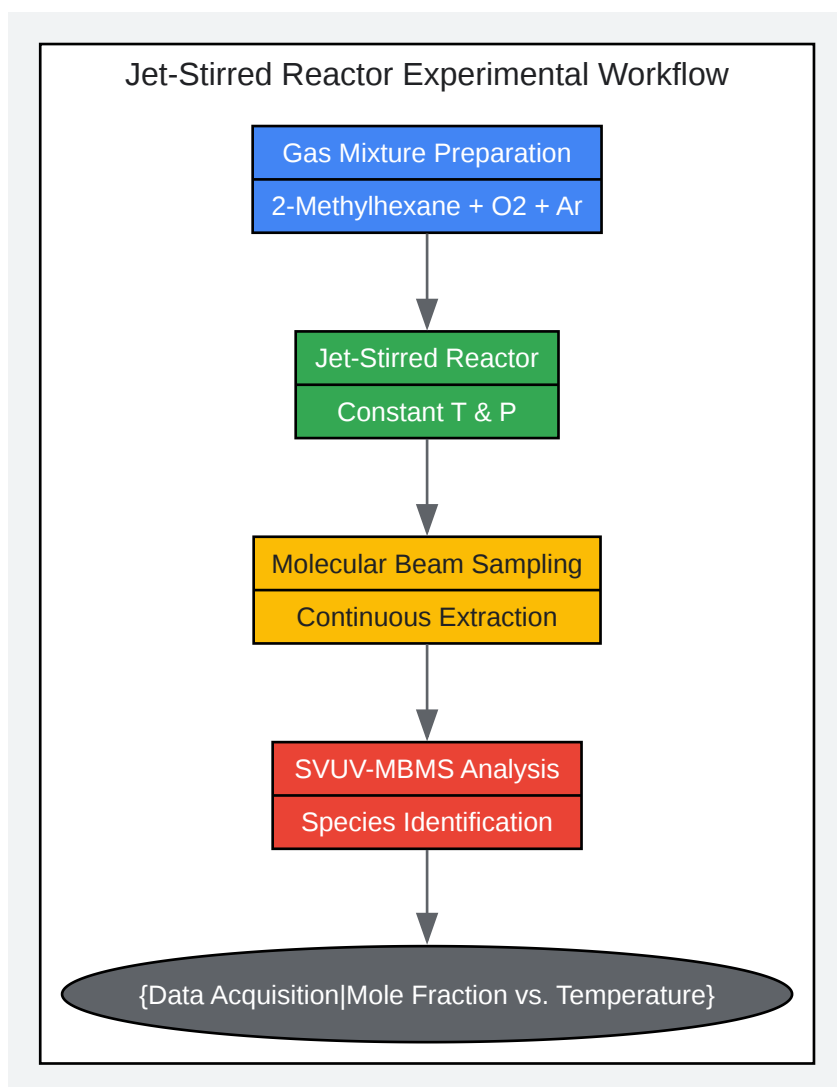 Jet-Stirred Reactor Experimental Workflow
Gas Mixture Preparation
2-Methylhexane + O2 + Ar
Jet-Stirred Reactor
Constant T & P
Molecular Beam Sampling
Continuous Extraction
SVUV-MBMS Analysis
Species Identification
{Data Acquisition|Mole Fraction vs. Temperature}